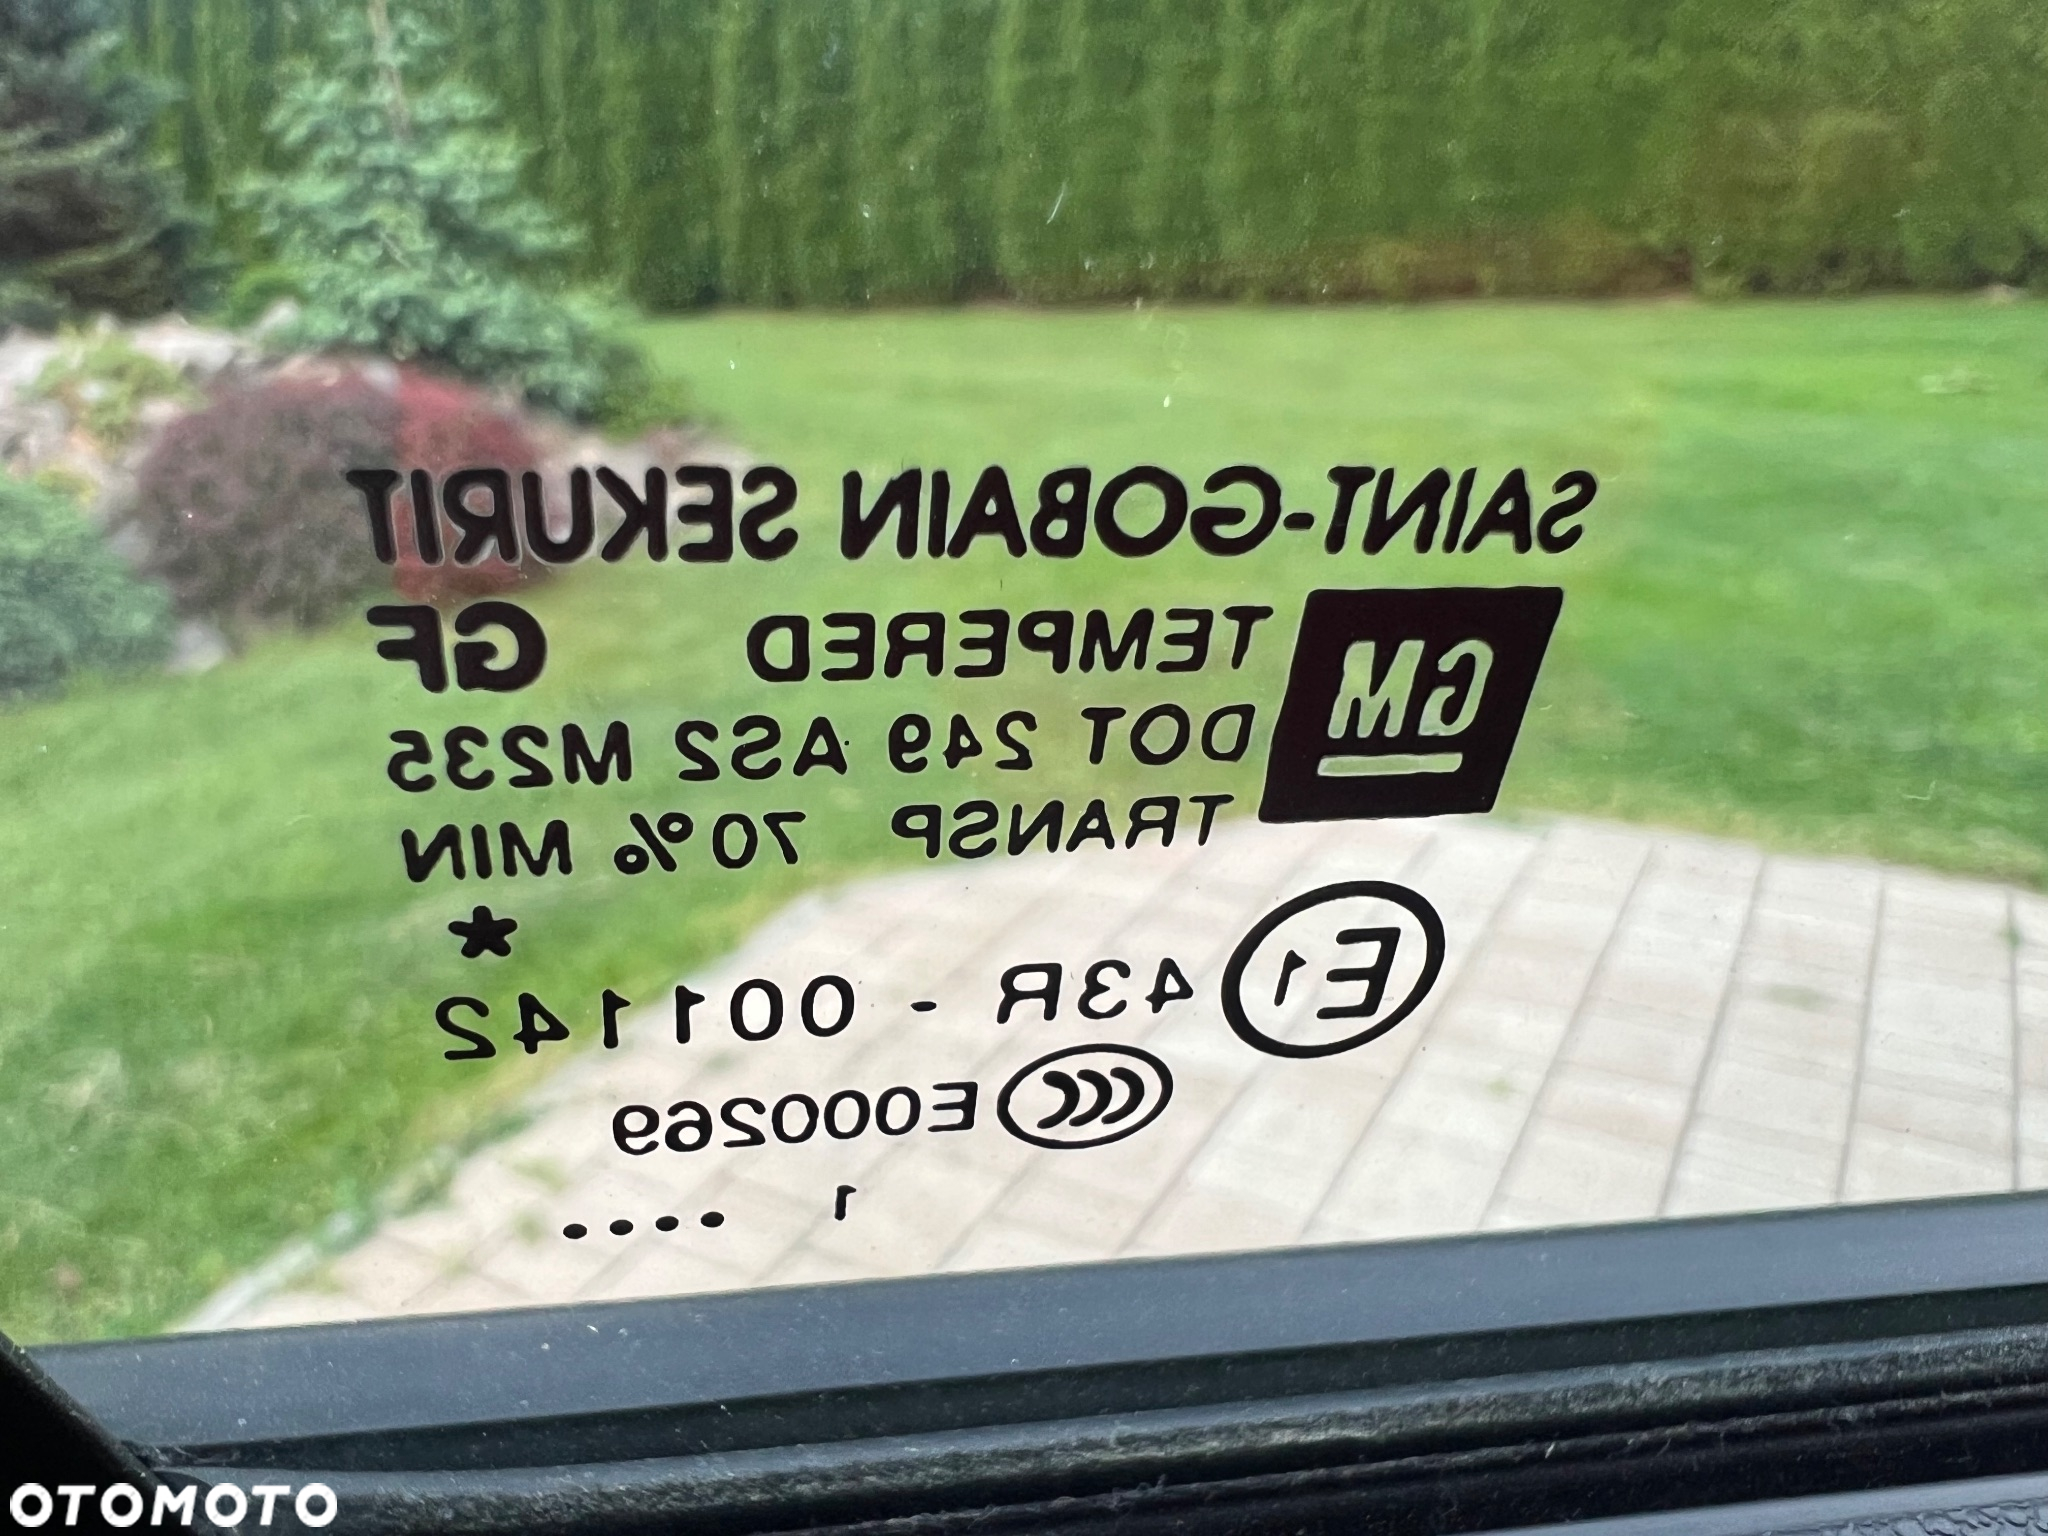 SAINT-GOBAIN SEKURIT
GM
TEMPERED GF
DOT 249 AS2 M235
TRANSP 70% MIN
*
E1 43R - 001142
CCC E000269
1 ••••
OTOMOTO